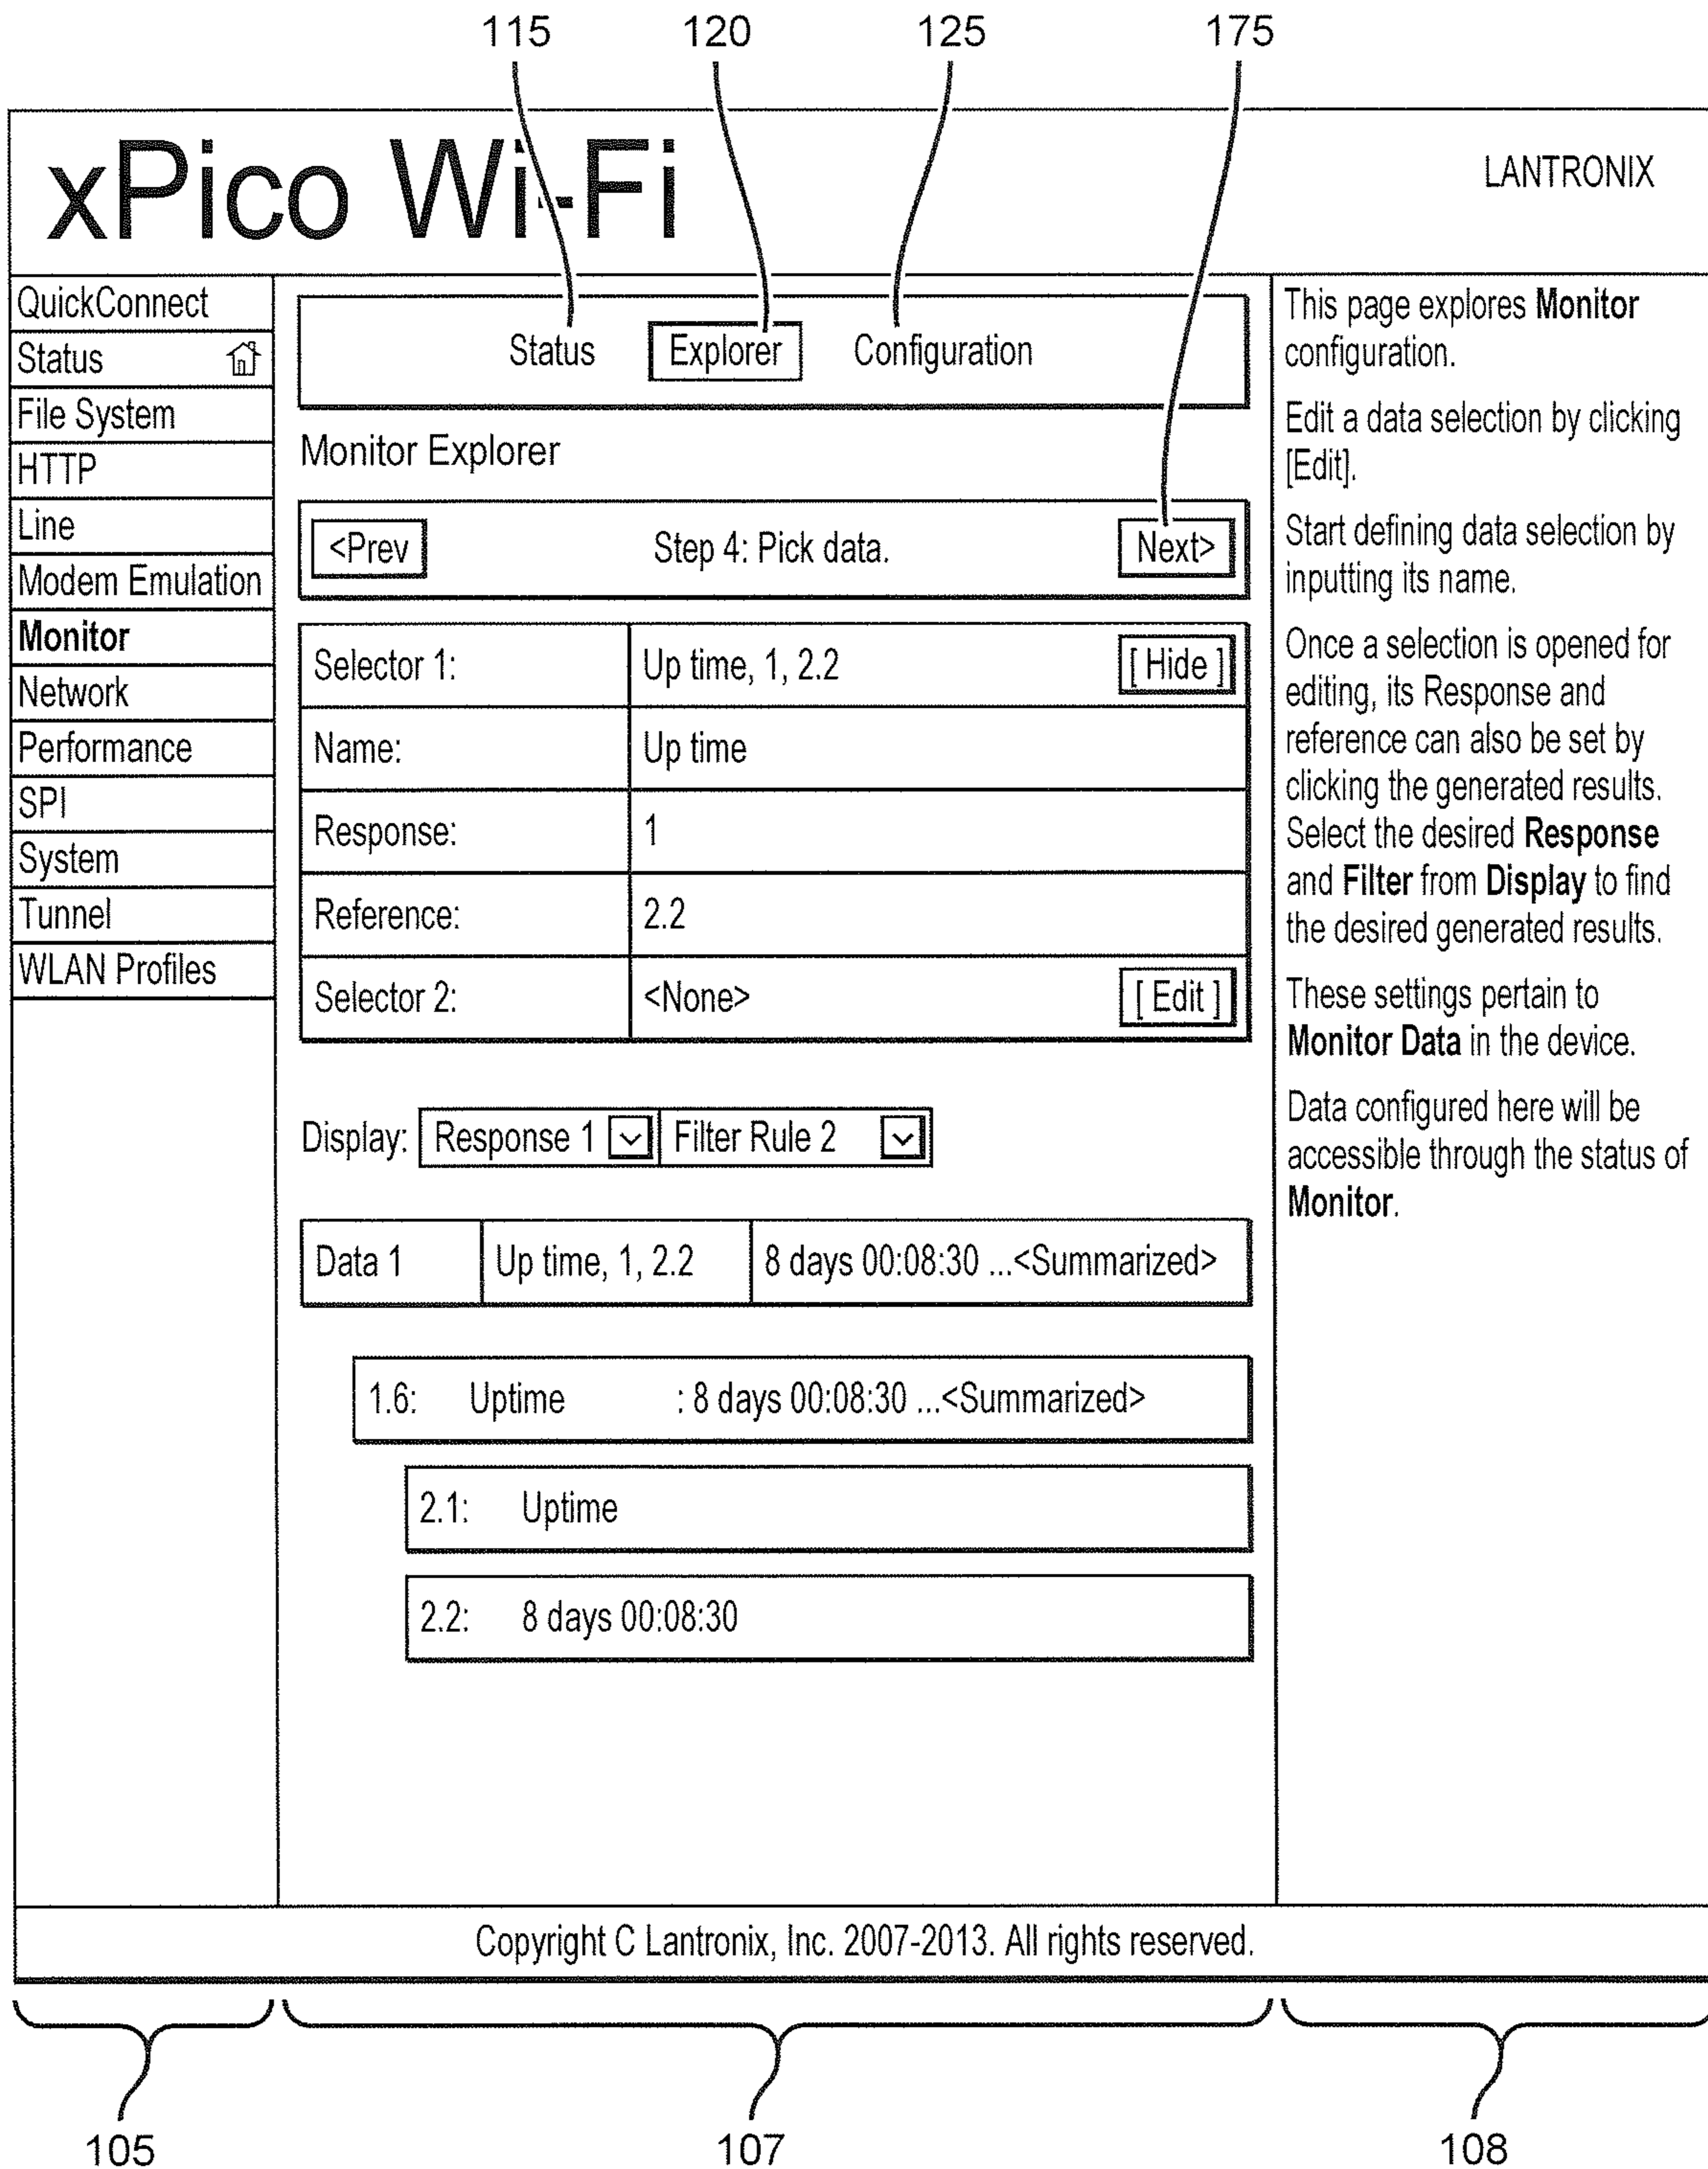 115 120 125 175
xPico Wi-Fi
LANTRONIX
QuickConnect
Status
File System
HTTP
Line
Modem Emulation
Monitor
Network
Performance
SPI
System
Tunnel
WLAN Profiles
Status Explorer Configuration
Monitor Explorer
<Prev Step 4: Pick data. Next>
Selector 1: Up time, 1, 2.2 [ Hide ]
Name: Up time
Response: 1
Reference: 2.2
Selector 2: <None> [ Edit ]
Display: Response 1 Filter Rule 2
Data 1 Up time, 1, 2.2 8 days 00:08:30 ...<Summarized>
1.6: Uptime : 8 days 00:08:30 ...<Summarized>
2.1: Uptime
2.2: 8 days 00:08:30
This page explores Monitor
configuration.
Edit a data selection by clicking
[Edit].
Start defining data selection by
inputting its name.
Once a selection is opened for
editing, its Response and
reference can also be set by
clicking the generated results.
Select the desired Response
and Filter from Display to find
the desired generated results.
These settings pertain to
Monitor Data in the device.
Data configured here will be
accessible through the status of
Monitor.
Copyright C Lantronix, Inc. 2007-2013. All rights reserved.
105 107 108